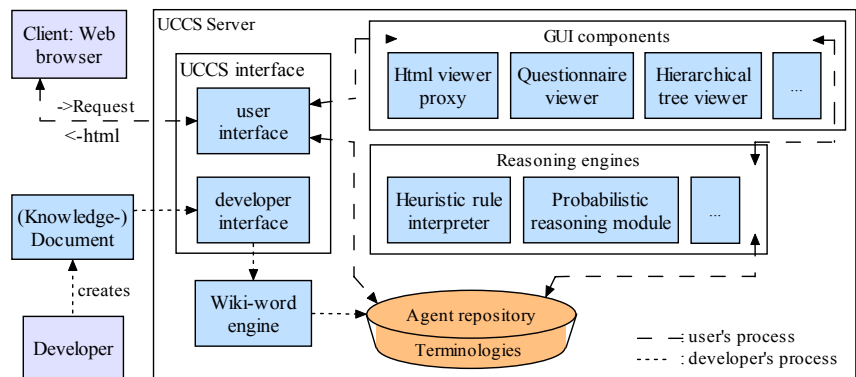 Client: Web
browser
UCCS Server
GUI components
UCCS interface
Html viewer
proxy
Questionnaire
viewer
Hierarchical
tree viewer
...
->Request
<-html
user
interface
Reasoning engines
(Knowledge-)
Document
developer
interface
Heuristic rule
interpreter
Probabilistic
reasoning module
...
creates
Wiki-word
engine
Agent repository
Terminologies
Developer
: user's process
: developer's process